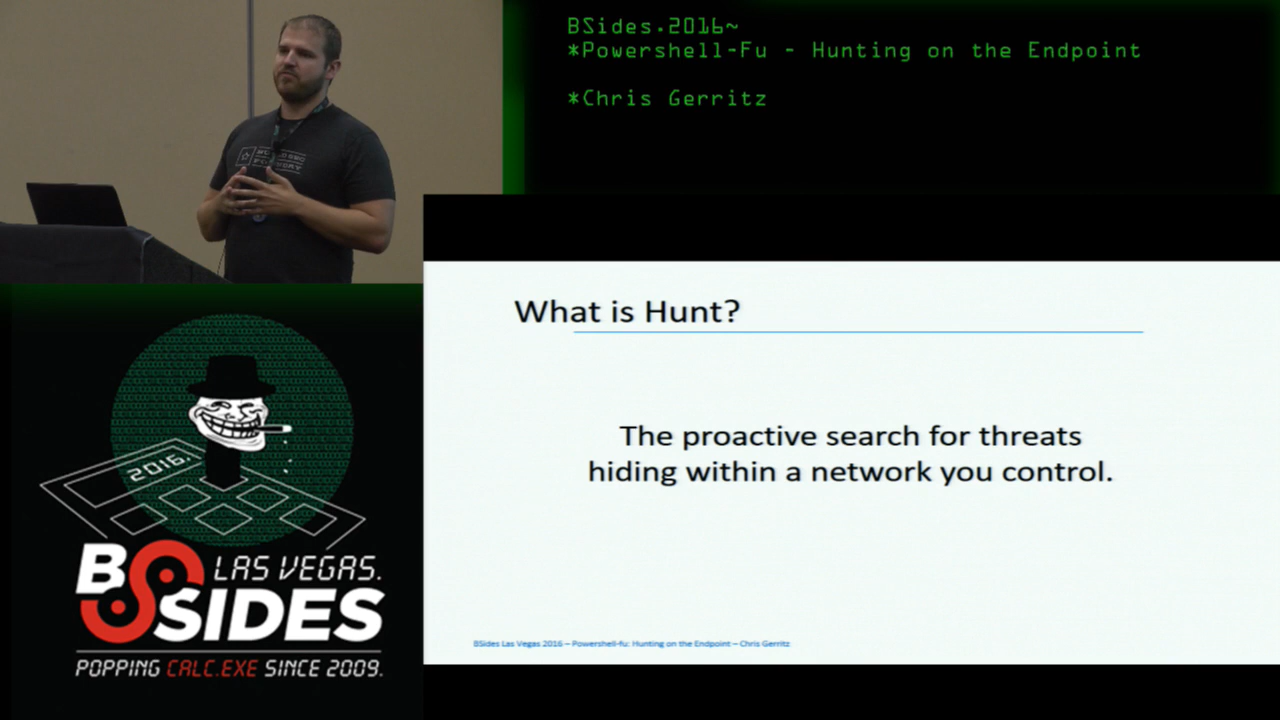 BSides.2016~
*Powershell-Fu - Hunting on the Endpoint
*Chris Gerritz
What is Hunt?
The proactive search for threats
hiding within a network you control.
BSides Las Vegas 2016 – Powershell-fu: Hunting on the Endpoint – Chris Gerritz
2016.
BSIDES
LAS VEGAS.
POPPING CALC.EXE SINCE 2009.